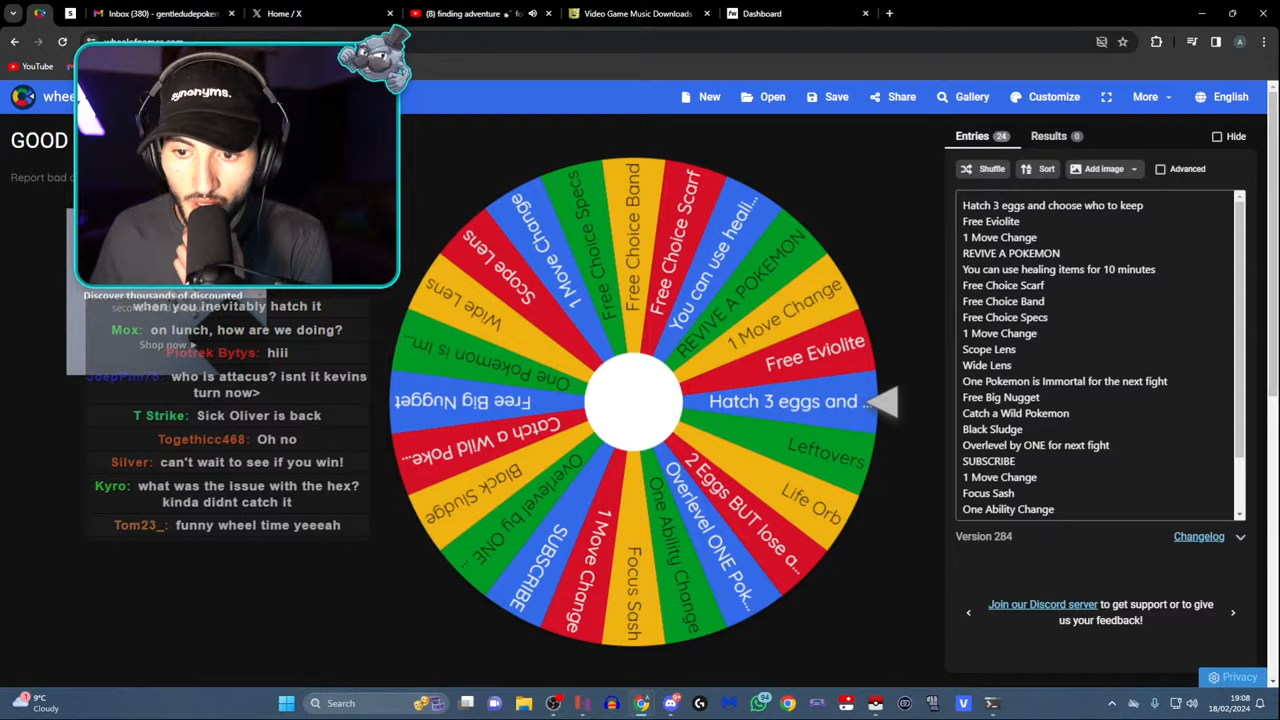 Inbox (380) - gentledudepoken
Home / X
(8) finding adventure
Video Game Music Downloads
fw Dashboard
YouTube
whe
New
Open
Save
Share
Gallery
Customize
More
English
GOOD
Report bad
synonyms.
Discover thousands of discounted
Shop now
when you inevitably hatch it
Mox: on lunch, how are we doing?
Piotrek Bytys: hiii
JoepPim75: who is attacus? isnt it kevins
turn now>
T Strike: Sick Oliver is back
Togethicc468: Oh no
Silver: can't wait to see if you win!
Kyro: what was the issue with the hex?
kinda didnt catch it
Tom23_: funny wheel time yeeeah
Free Choice Band
Free Choice Scarf
You can use heali...
REVIVE A POKEMON
1 Move Change
Free Eviolite
Hatch 3 eggs and ...
Leftovers
Life Orb
2 Eggs BUT lose a...
Overlevel ONE Pok...
One Ability Change
Focus Sash
1 Move Change
SUBSCRIBE
Overlevel by ONE ...
Black Sludge
Catch a Wild Poke...
Free Big Nugget
One Pokemon is Im...
Wide Lens
Scope Lens
1 Move Change
Free Choice Specs
Entries 24
Results 0
Hide
Shuffle
Sort
Add image
Advanced
Hatch 3 eggs and choose who to keep
Free Eviolite
1 Move Change
REVIVE A POKEMON
You can use healing items for 10 minutes
Free Choice Scarf
Free Choice Band
Free Choice Specs
1 Move Change
Scope Lens
Wide Lens
One Pokemon is Immortal for the next fight
Free Big Nugget
Catch a Wild Pokemon
Black Sludge
Overlevel by ONE for next fight
SUBSCRIBE
1 Move Change
Focus Sash
One Ability Change
Version 284
Changelog
Join our Discord server to get support or to give
us your feedback!
Privacy
9°C
Cloudy
Search
94
19:08
18/02/2024